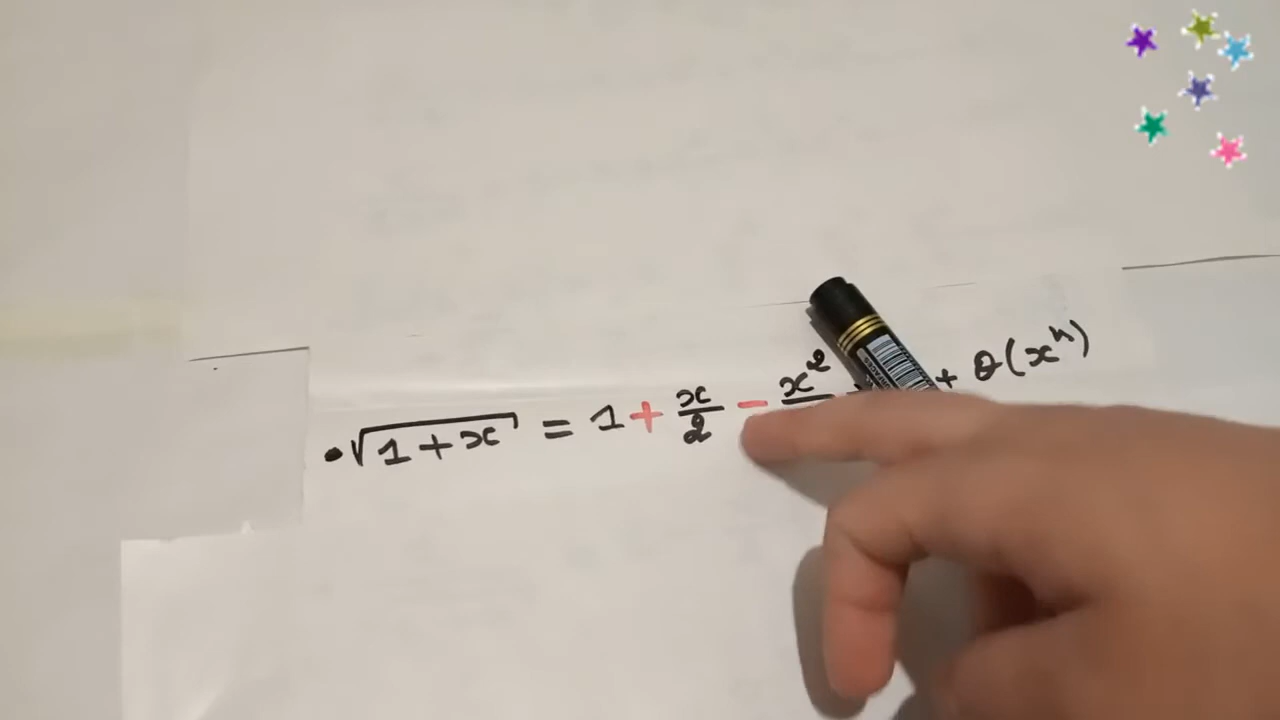 • √1+x = 1 + x/2 - x² + θ(xⁿ)